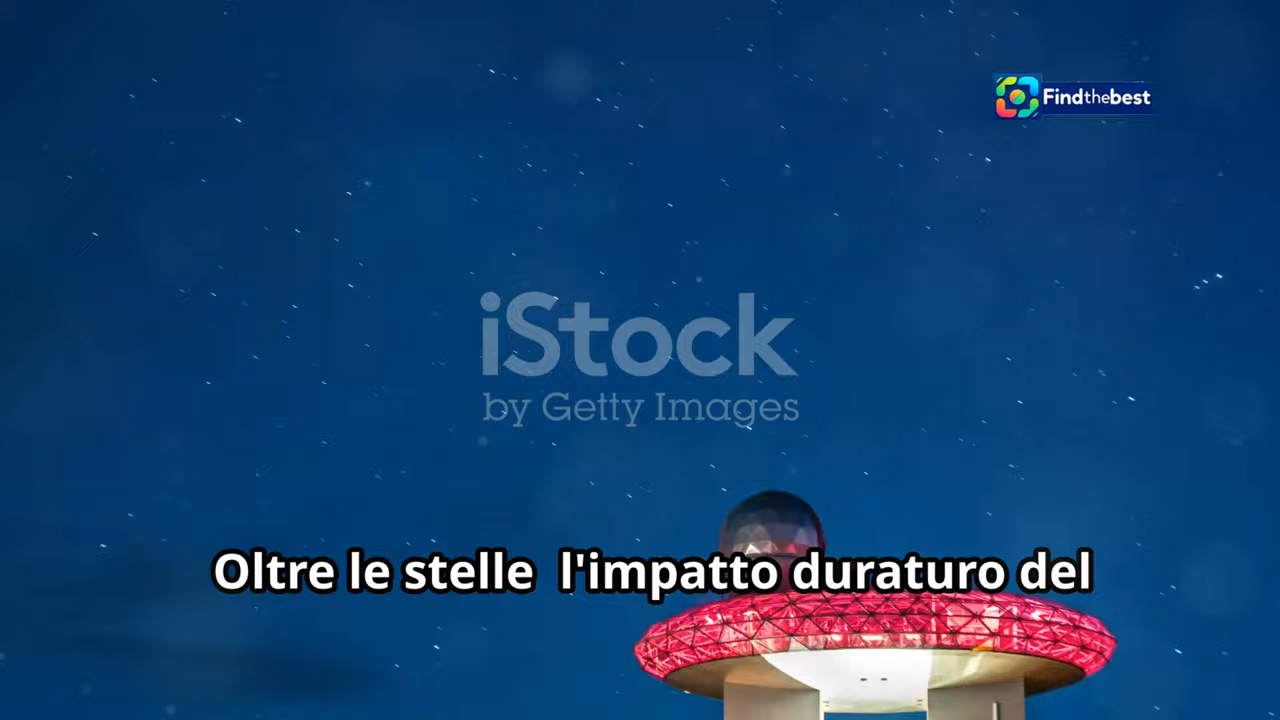 Findthebest
iStock
by Getty Images
Oltre le stelle  l'impatto duraturo del